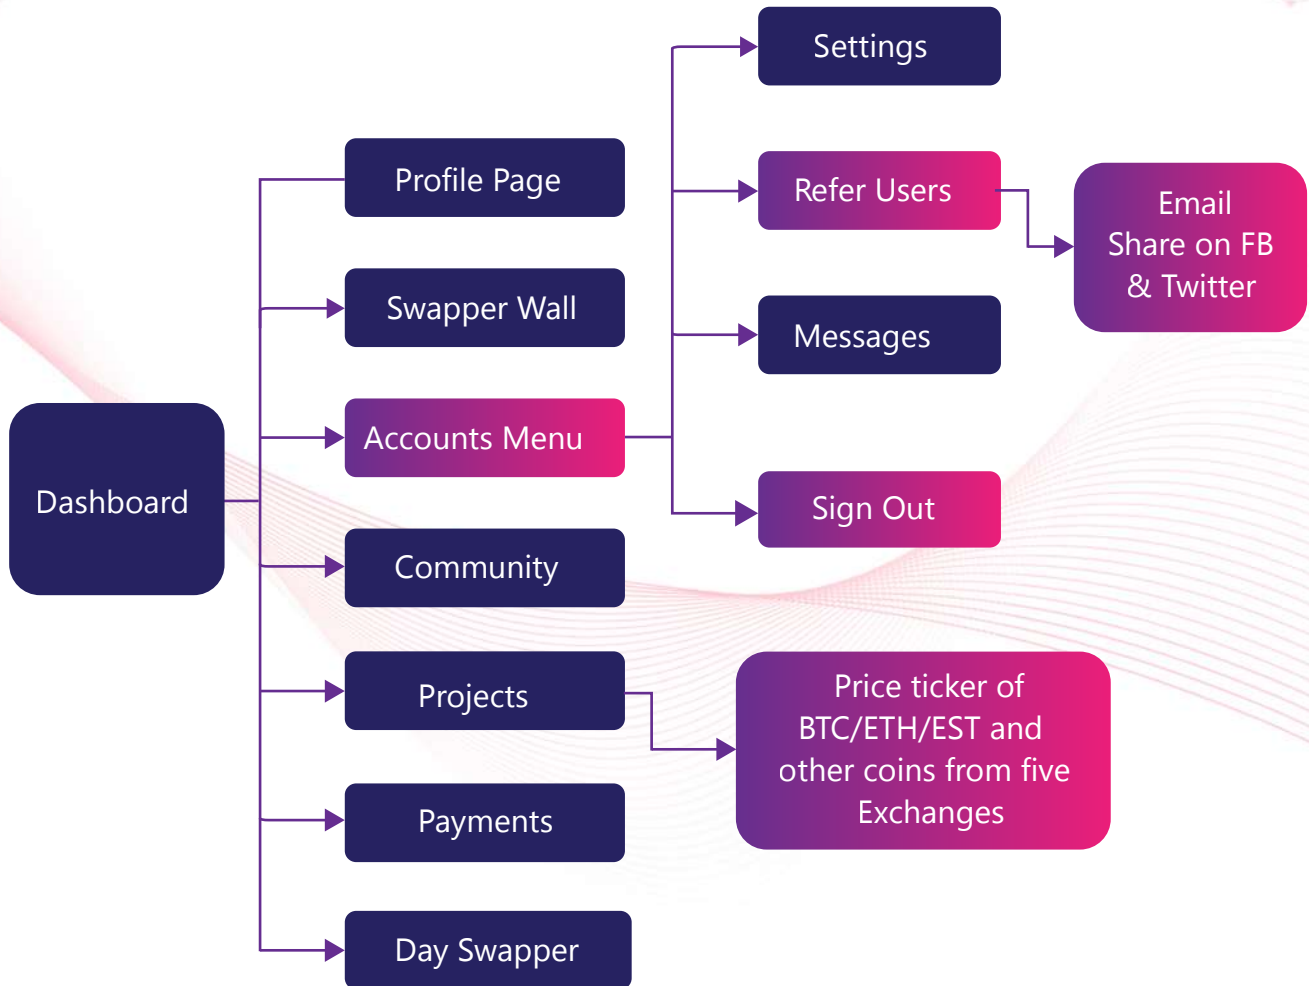 Settings
Profile Page
Refer Users
Email
Share on FB
& Twitter
Swapper Wall
Messages
Accounts Menu
Dashboard
Sign Out
Community
Projects
Price ticker of
BTC/ETH/EST and
other coins from five
Exchanges
Payments
Day Swapper